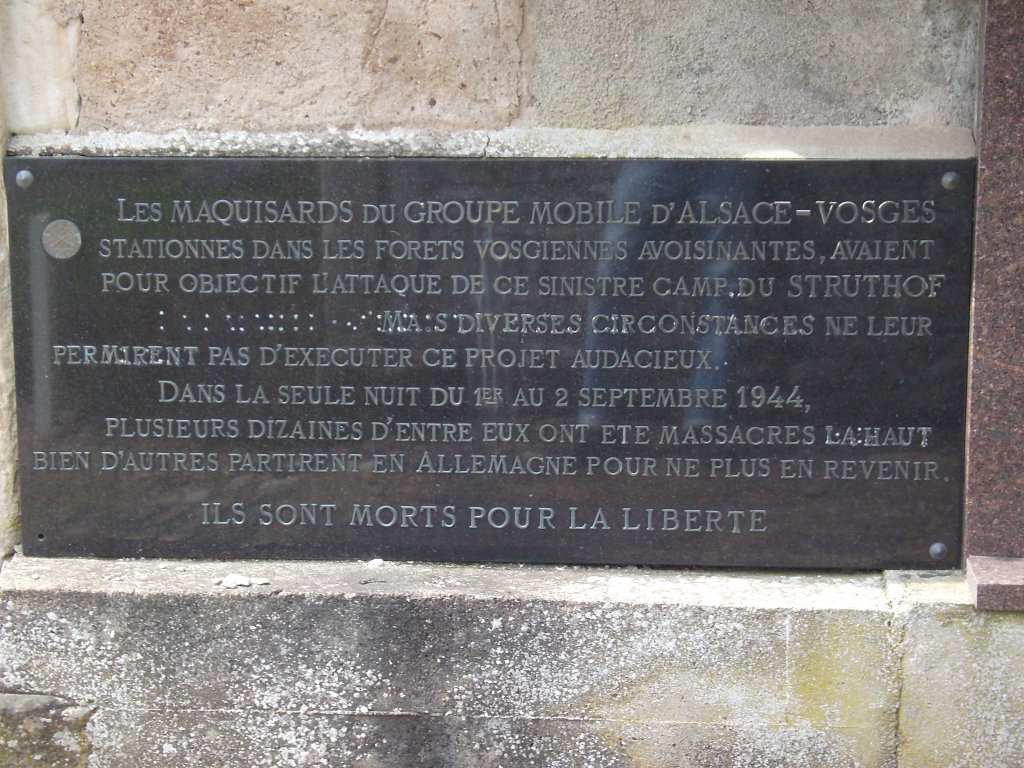 LES MAQUISARDS DU GROUPE MOBILE D'ALSACE-VOSGES
STATIONNES DANS LES FORETS VOSGIENNES AVOISINANTES, AVAIENT
POUR OBJECTIF L'ATTAQUE DE CE SINISTRE CAMP DU STRUTHOF
MAIS DIVERSES CIRCONSTANCES NE LEUR
PERMIRENT PAS D'EXECUTER CE PROJET AUDACIEUX.
DANS LA SEULE NUIT DU 1ER AU 2 SEPTEMBRE 1944,
PLUSIEURS DIZAINES D'ENTRE EUX ONT ETE MASSACRES LA HAUT
BIEN D'AUTRES PARTIRENT EN ALLEMAGNE POUR NE PLUS EN REVENIR.
ILS SONT MORTS POUR LA LIBERTE